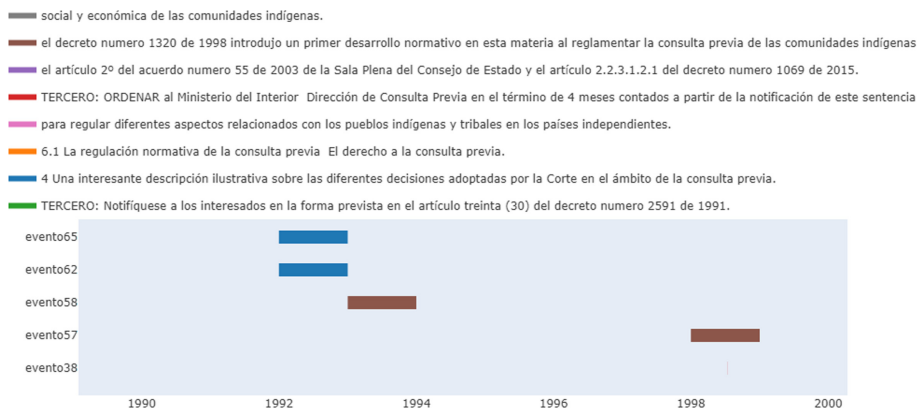 social y económica de las comunidades indígenas.
el decreto numero 1320 de 1998 introdujo un primer desarrollo normativo en esta materia al reglamentar la consulta previa de las comunidades indígenas
el artículo 2º del acuerdo numero 55 de 2003 de la Sala Plena del Consejo de Estado y el artículo 2.2.3.1.2.1 del decreto numero 1069 de 2015.
TERCERO: ORDENAR al Ministerio del Interior  Dirección de Consulta Previa en el término de 4 meses contados a partir de la notificación de este sentencia
para regular diferentes aspectos relacionados con los pueblos indígenas y tribales en los países independientes.
6.1 La regulación normativa de la consulta previa  El derecho a la consulta previa.
4 Una interesante descripción ilustrativa sobre las diferentes decisiones adoptadas por la Corte en el ámbito de la consulta previa.
TERCERO: Notifíquese a los interesados en la forma prevista en el artículo treinta (30) del decreto numero 2591 de 1991.
evento65
evento62
evento58
evento57
evento38
1990 1992 1994 1996 1998 2000